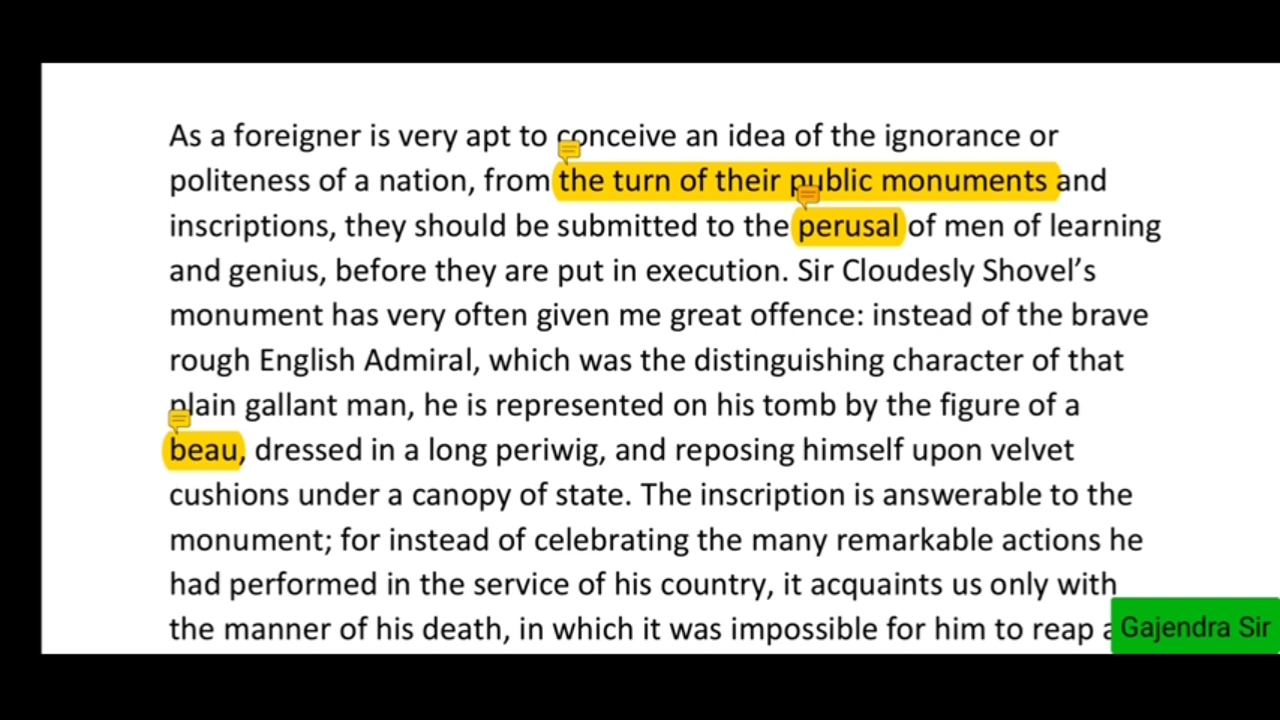 As a foreigner is very apt to conceive an idea of the ignorance or
politeness of a nation, from the turn of their public monuments and
inscriptions, they should be submitted to the perusal of men of learning
and genius, before they are put in execution. Sir Cloudesly Shovel’s
monument has very often given me great offence: instead of the brave
rough English Admiral, which was the distinguishing character of that
plain gallant man, he is represented on his tomb by the figure of a
beau, dressed in a long periwig, and reposing himself upon velvet
cushions under a canopy of state. The inscription is answerable to the
monument; for instead of celebrating the many remarkable actions he
had performed in the service of his country, it acquaints us only with
the manner of his death, in which it was impossible for him to reap
Gajendra Sir